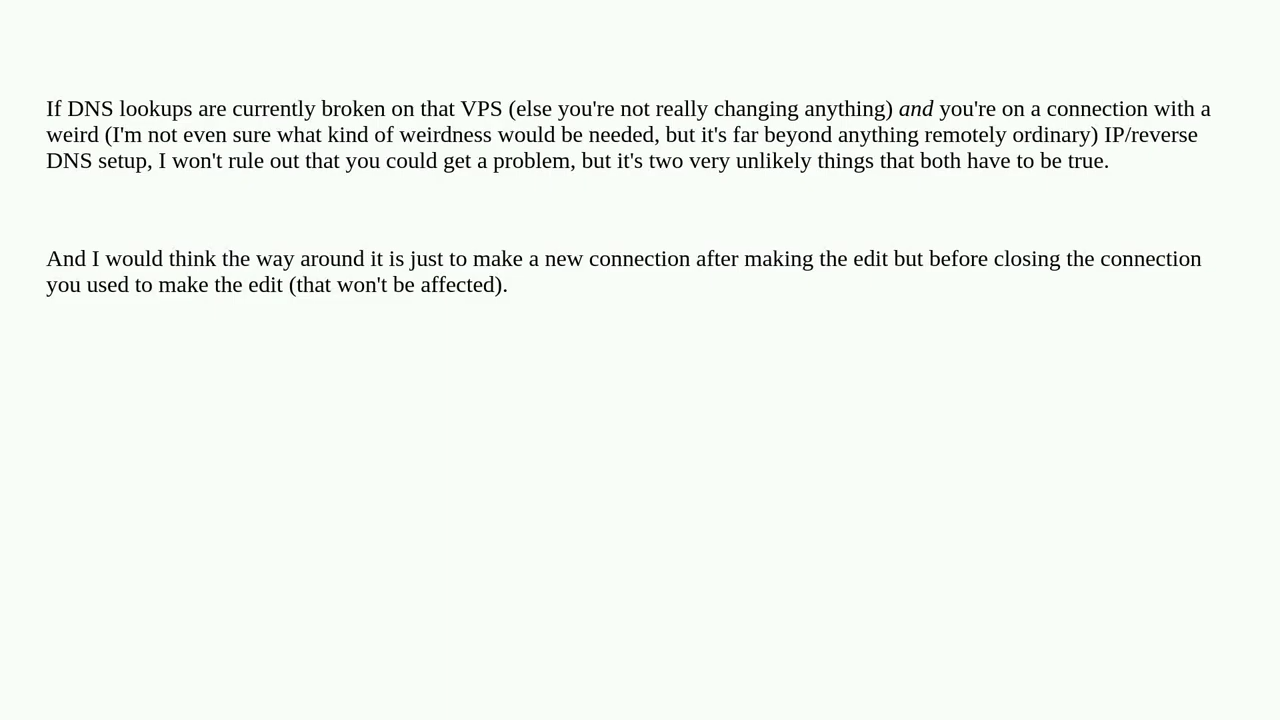 If DNS lookups are currently broken on that VPS (else you're not really changing anything) and you're on a connection with a
weird (I'm not even sure what kind of weirdness would be needed, but it's far beyond anything remotely ordinary) IP/reverse
DNS setup, I won't rule out that you could get a problem, but it's two very unlikely things that both have to be true.
And I would think the way around it is just to make a new connection after making the edit but before closing the connection
you used to make the edit (that won't be affected).